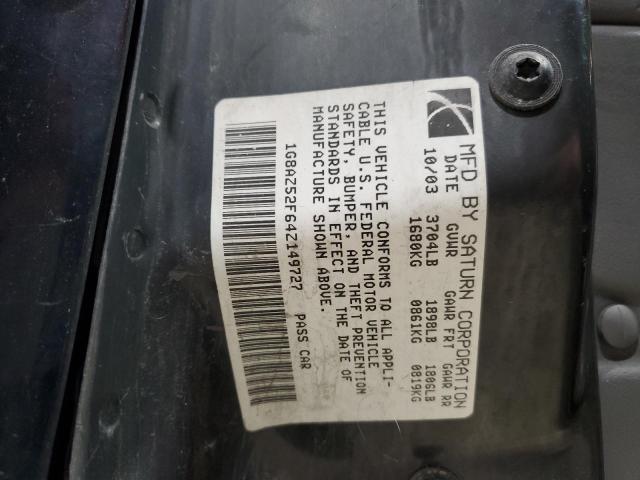 MFD BY SATURN CORPORATION
DATE GVWR GAWR FRT GAWR RR
10/03 3704LB 1898LB 1806LB
1680KG 0861KG 0819KG
THIS VEHICLE CONFORMS TO ALL APPLI-
CABLE U.S. FEDERAL MOTOR VEHICLE
SAFETY, BUMPER, AND THEFT PREVENTION
STANDARDS IN EFFECT ON THE DATE OF
MANUFACTURE SHOWN ABOVE.
1G8AZ52F64Z149727 PASS CAR